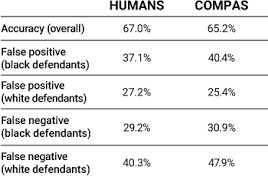 HUMANS COMPAS
Accuracy (overall) 67.0% 65.2%
False positive
(black defendants) 37.1% 40.4%
False positive
(white defendants) 27.2% 25.4%
False negative
(black defendants) 29.2% 30.9%
False negative
(white defendants) 40.3% 47.9%